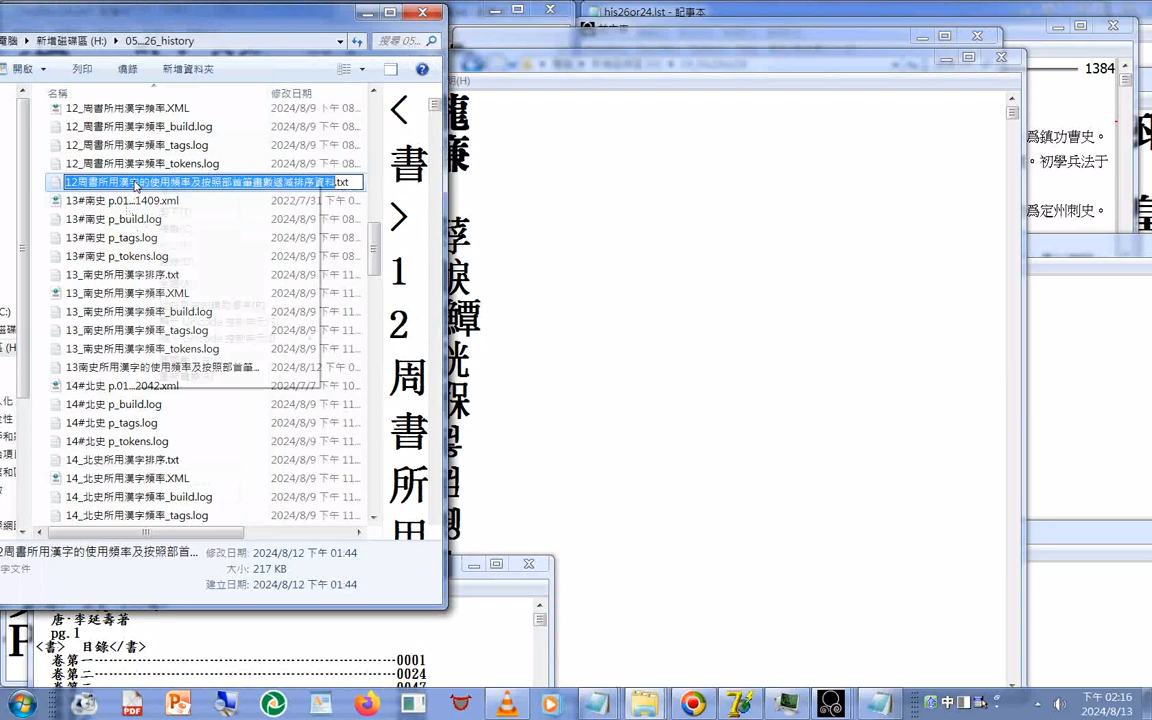 his26or24.lst - 記事本
電腦 ▸ 新增磁碟區 (H:) ▸ 05...26_history
搜尋 05...
開啟 列印 燒錄 新增資料夾
名稱 修改日期
12_周書所用漢字頻率.XML 2024/8/9 下午 08...
12_周書所用漢字頻率_build.log 2024/8/9 下午 08...
12_周書所用漢字頻率_tags.log 2024/8/9 下午 08...
12_周書所用漢字頻率_tokens.log 2024/8/9 下午 08...
12周書所用漢字的使用頻率及按照部首筆畫數遞減排序資料.txt
13#南史 p.01...1409.xml 2022/7/31 下午 0...
13#南史 p_build.log 2024/8/9 下午 08...
13#南史 p_tags.log 2024/8/9 下午 08...
13#南史 p_tokens.log 2024/8/9 下午 08...
13_南史所用漢字排序.txt 2024/8/9 下午 11...
13_南史所用漢字頻率.XML 2024/8/9 下午 11...
13_南史所用漢字頻率_build.log 2024/8/9 下午 11...
13_南史所用漢字頻率_tags.log 2024/8/9 下午 11...
13_南史所用漢字頻率_tokens.log 2024/8/9 下午 11...
13南史所用漢字的使用頻率及按照部首筆... 2024/8/12 下午 0...
14#北史 p.01...2042.xml 2022/7/7 下午 10...
14#北史 p_build.log 2024/8/9 下午 11...
14#北史 p_tags.log 2024/8/9 下午 11...
14#北史 p_tokens.log 2024/8/9 下午 11...
14_北史所用漢字排序.txt 2024/8/9 下午 11...
14_北史所用漢字頻率.XML 2024/8/9 下午 11...
14_北史所用漢字頻率_build.log 2024/8/9 下午 11...
14_北史所用漢字頻率_tags.log 2024/8/9 下午 11...
2周書所用漢字的使用頻率及按照部首... 修改日期: 2024/8/12 下午 01:44
字文件 大小: 217 KB
建立日期: 2024/8/12 下午 01:44
<
書
>
1
2
周
書
所
用
1384
爲鎮功曹史。
。初學兵法于
爲定州刺史。
唐·李延壽著
pg.1
<書> 目錄</書>
卷第一┄┄┄┄┄┄┄┄┄┄0001
卷第二┄┄┄┄┄┄┄┄┄┄0024
中
下午 02:16
2024/8/13